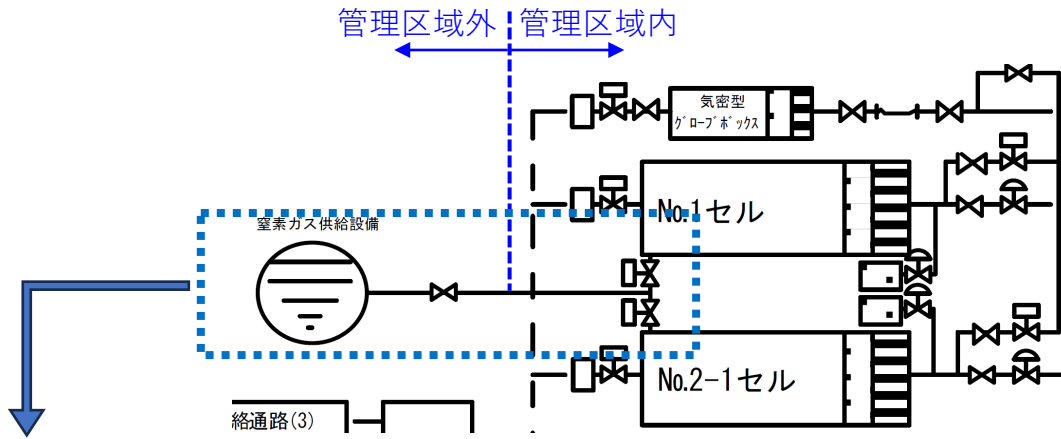 管理区域外
管理区域内
気密型
ｸﾞﾛｰﾌﾞﾎﾞｯｸｽ
No.1セル
窒素ガス供給設備
No.2-1セル
絡通路(3)